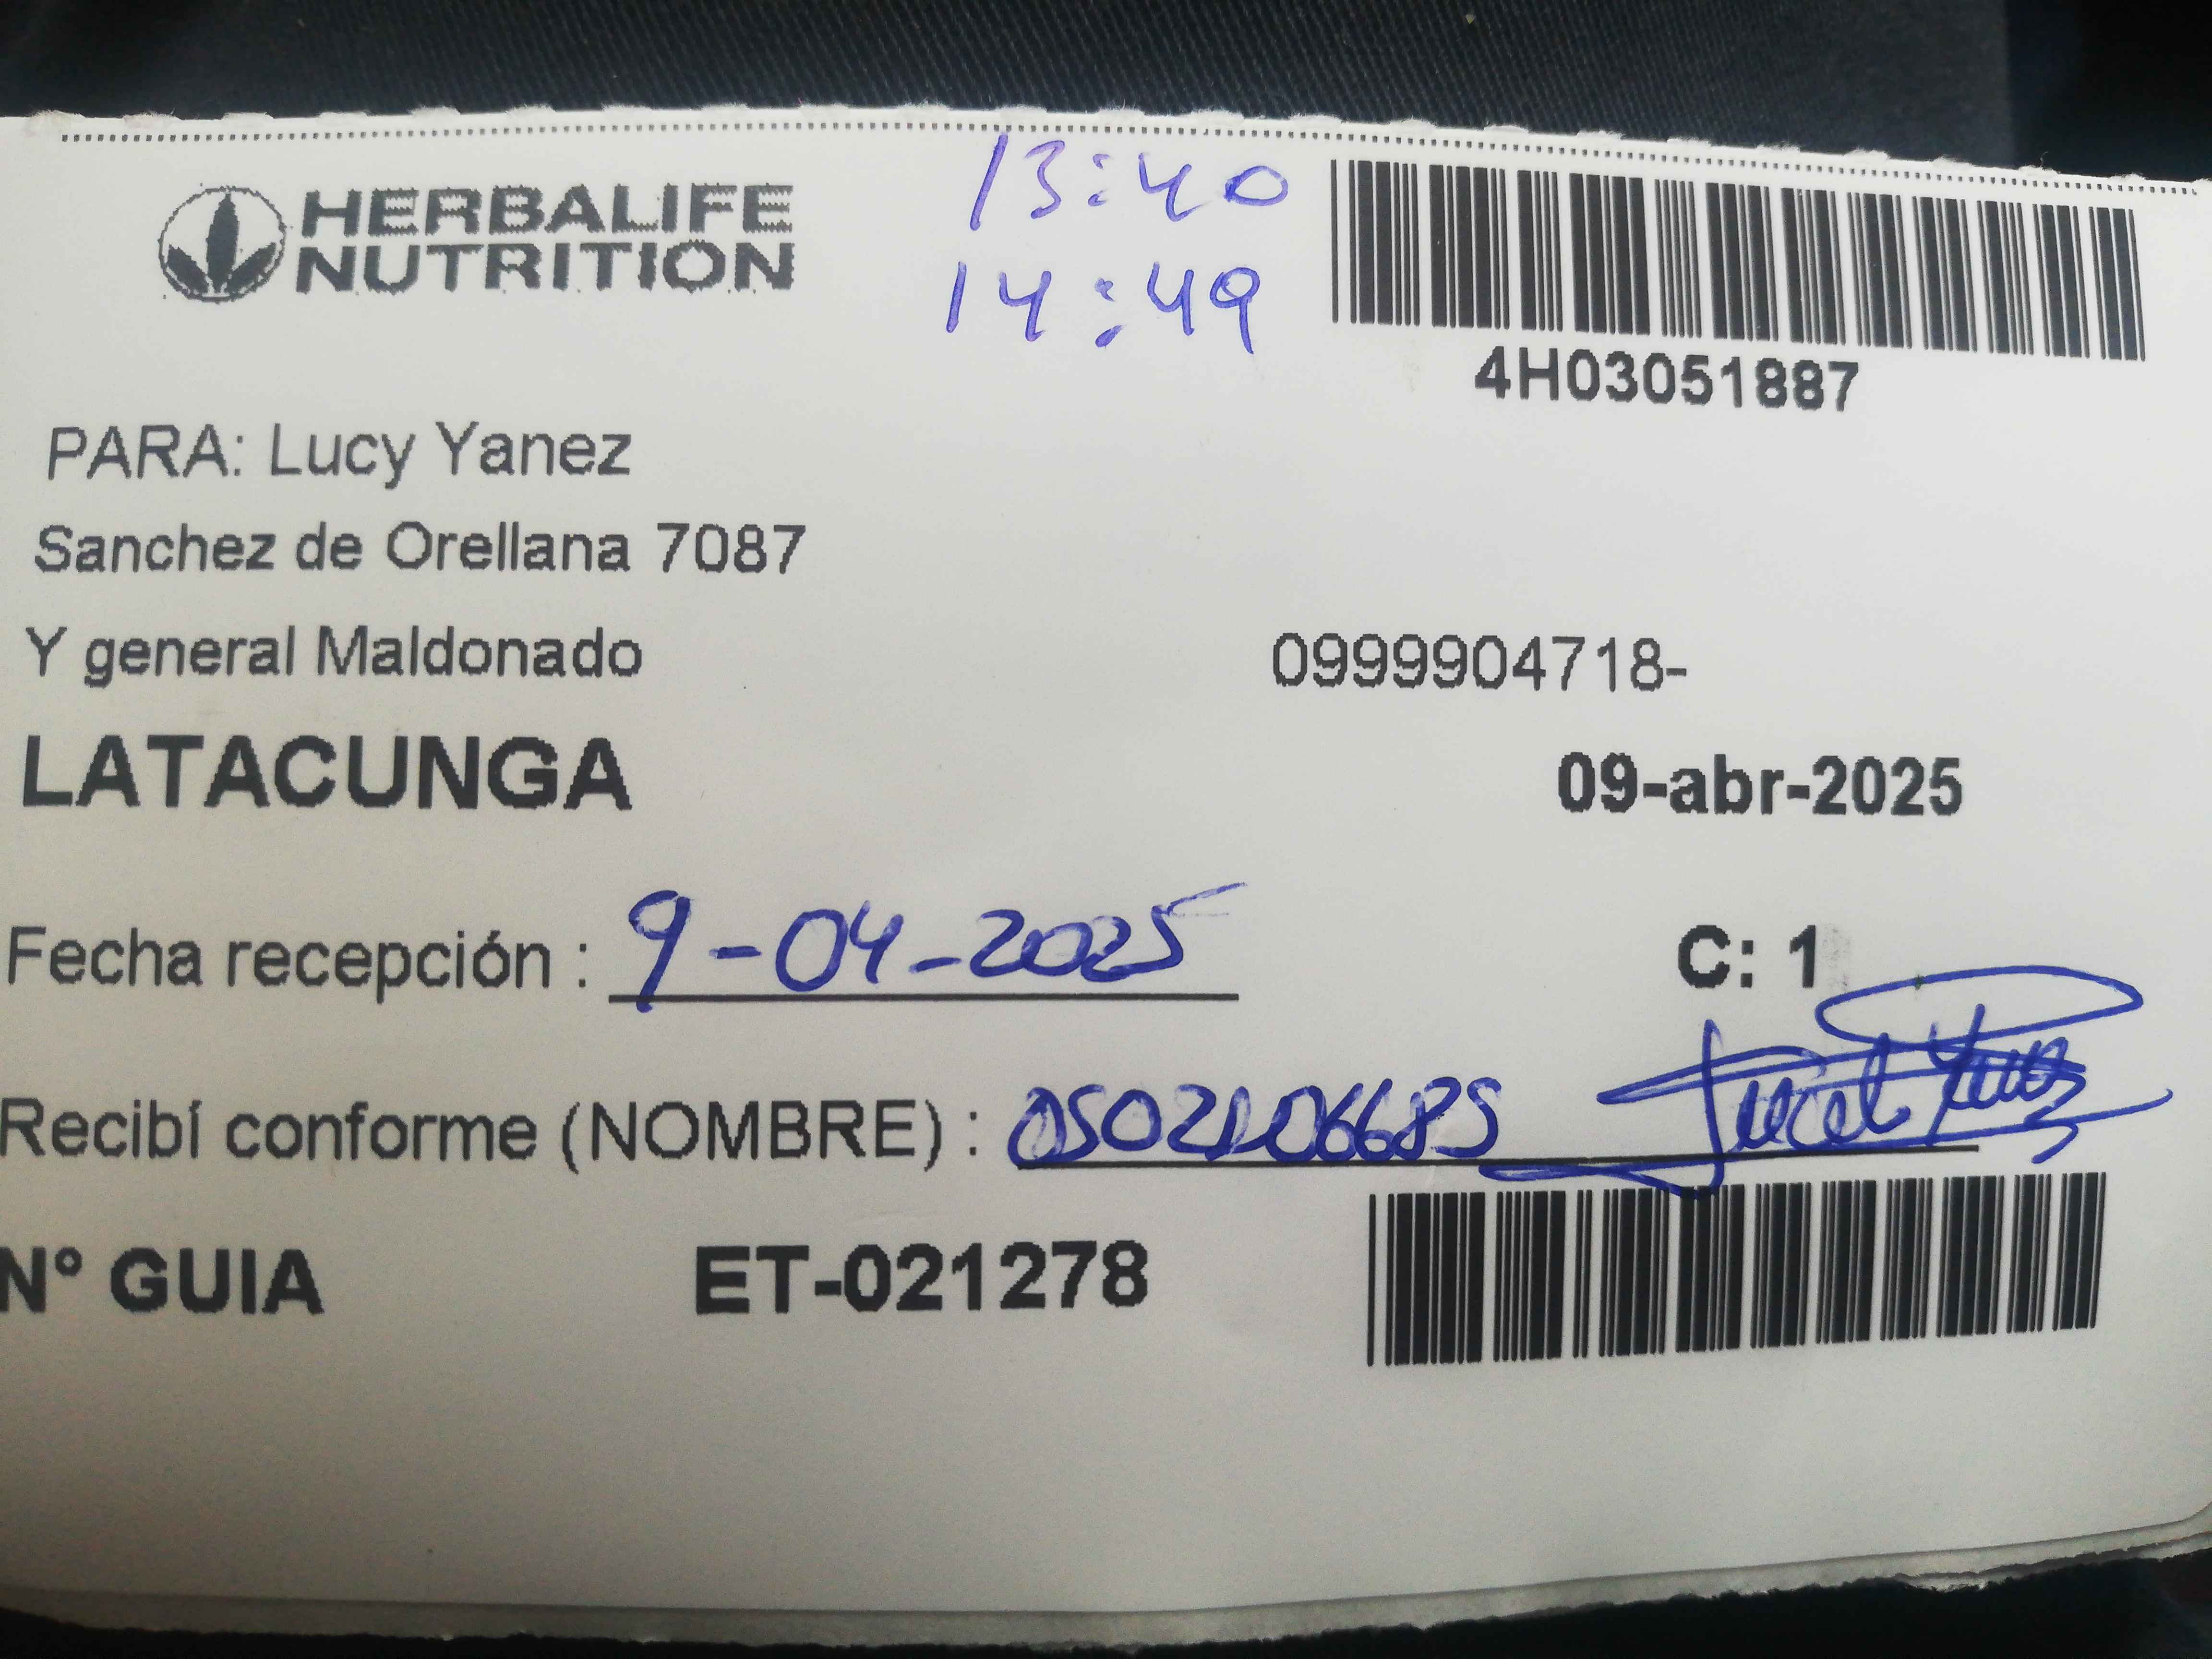 HERBALIFE
NUTRITION
13:40
14:49
4H03051887
PARA: Lucy Yanez
Sanchez de Orellana 7087
Y general Maldonado
0999904718-
LATACUNGA
09-abr-2025
Fecha recepción : 9-04-2025
C: 1
Recibí conforme (NOMBRE) :
N° GUIA ET-021278